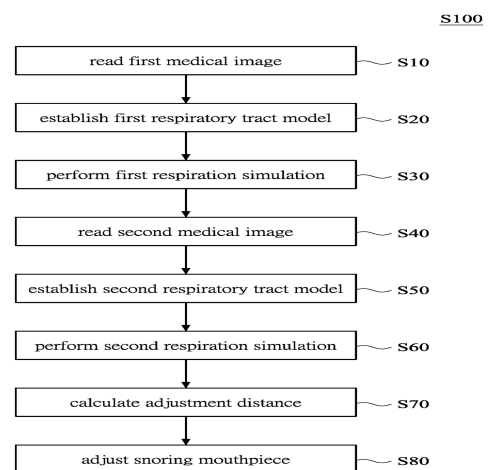 S100
read first medical image S10
establish first respiratory tract model S20
perform first respiration simulation S30
read second medical image S40
establish second respiratory tract model S50
perform second respiration simulation S60
calculate adjustment distance S70
adjust snoring mouthpiece S80